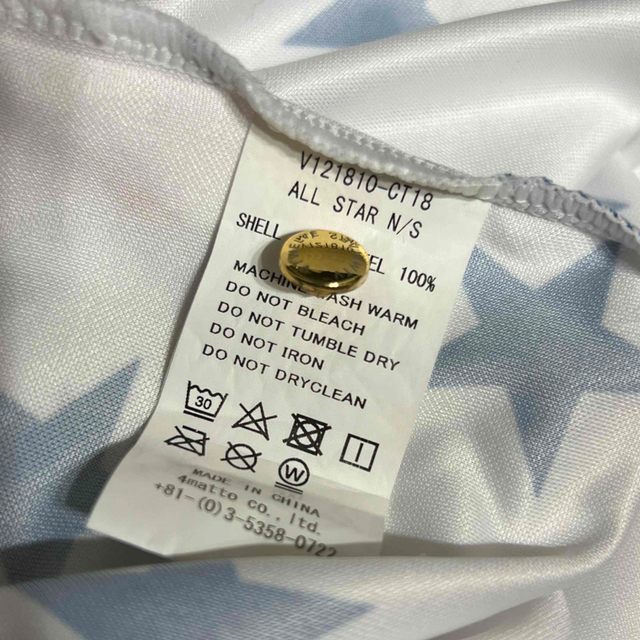 V121810-CT18
ALL STAR N/S
SHELL 100%
MACHINE WASH WARM
DO NOT BLEACH
DO NOT TUMBLE DRY
DO NOT IRON
DO NOT DRYCLEAN
30
W
MADE IN CHINA
4matto CO.,ltd.
+81-(0)3-5358-0722